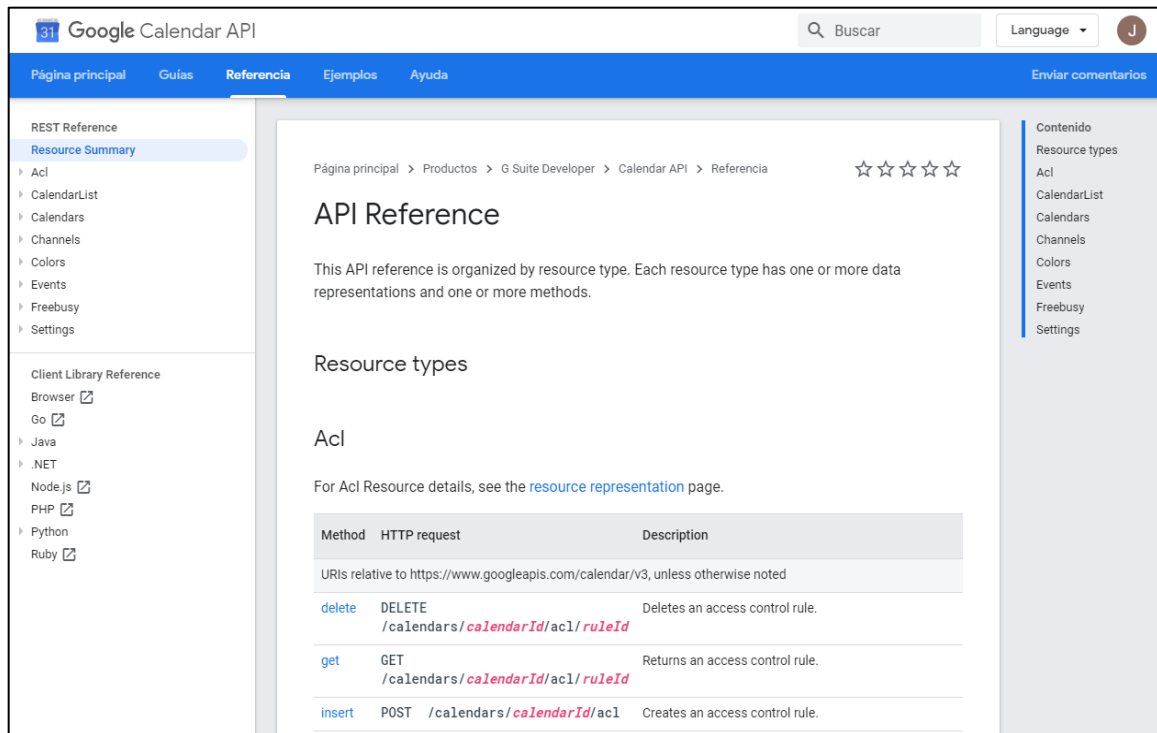 31 Google Calendar API
Buscar
Language
J
Página principal Guías Referencia Ejemplos Ayuda Enviar comentarios
REST Reference
Resource Summary
Acl
CalendarList
Calendars
Channels
Colors
Events
Freebusy
Settings
Client Library Reference
Browser
Go
Java
.NET
Node.js
PHP
Python
Ruby
Página principal > Productos > G Suite Developer > Calendar API > Referencia
API Reference
This API reference is organized by resource type. Each resource type has one or more data
representations and one or more methods.
Resource types
Acl
For Acl Resource details, see the resource representation page.
Method HTTP request Description
URIs relative to https://www.googleapis.com/calendar/v3, unless otherwise noted
delete DELETE Deletes an access control rule.
/calendars/calendarId/acl/ruleId
get GET Returns an access control rule.
/calendars/calendarId/acl/ruleId
insert POST /calendars/calendarId/acl Creates an access control rule.
Contenido
Resource types
Acl
CalendarList
Calendars
Channels
Colors
Events
Freebusy
Settings